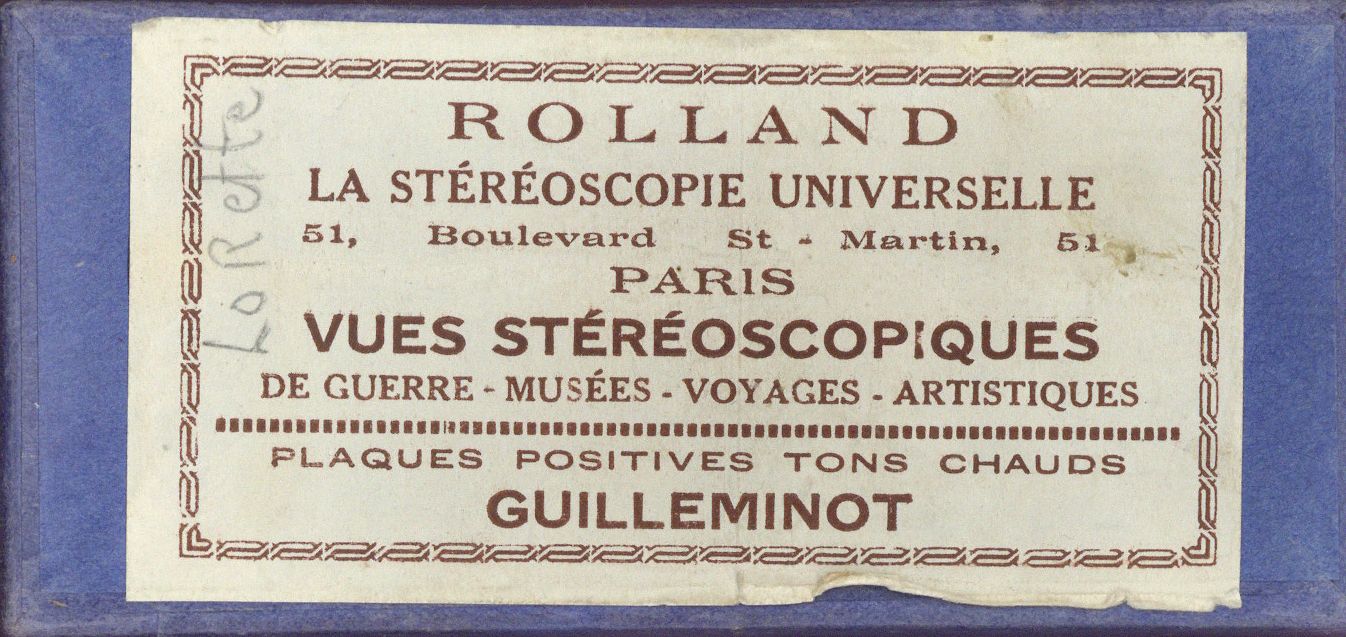 ROLLAND
LA STÉRÉOSCOPIE UNIVERSELLE
51, Boulevard St - Martin, 51
PARIS
VUES STÉRÉOSCOPIQUES
DE GUERRE - MUSÉES - VOYAGES - ARTISTIQUES
PLAQUES POSITIVES TONS CHAUDS
GUILLEMINOT
LoRette